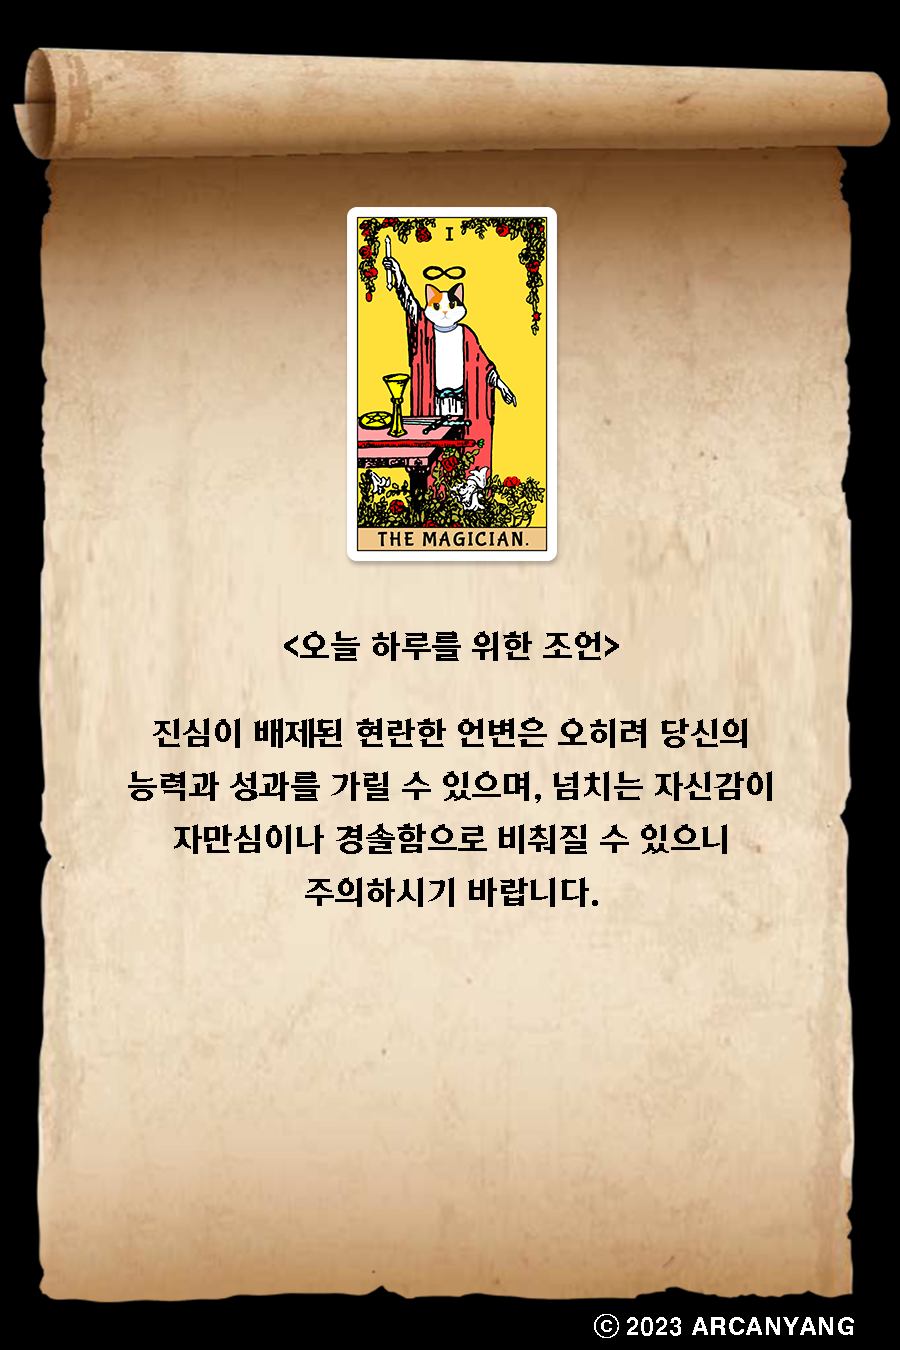 I
THE MAGICIAN.
<오늘 하루를 위한 조언>
진심이 배제된 현란한 언변은 오히려 당신의
능력과 성과를 가릴 수 있으며, 넘치는 자신감이
자만심이나 경솔함으로 비춰질 수 있으니
주의하시기 바랍니다.
ⓒ 2023 ARCANYANG